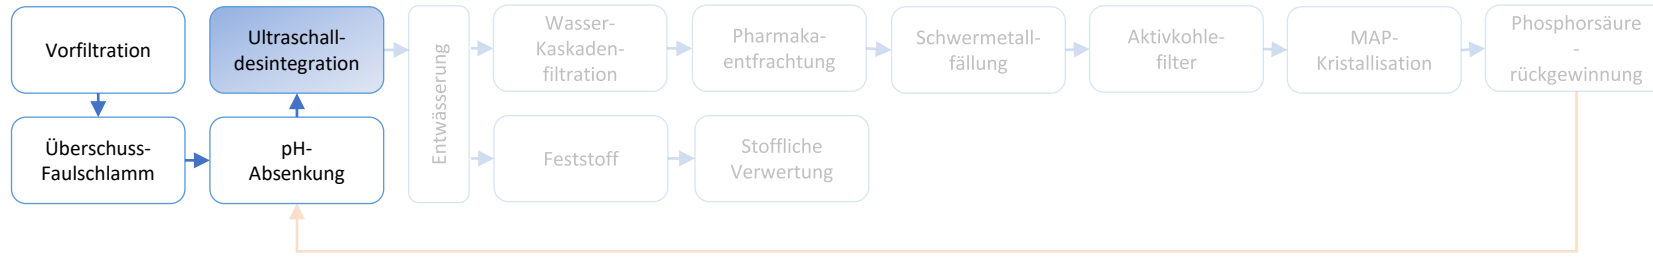 Vorfiltration
Überschuss-
Faulschlamm
pH-
Absenkung
Ultraschall-
desintegration
Entwässerung
Wasser-
Kaskaden-
filtration
Pharmaka-
entfrachtung
Schwermetall-
fällung
Aktivkohle-
filter
MAP-
Kristallisation
Phosphorsäure
-
rückgewinnung
Feststoff
Stoffliche
Verwertung